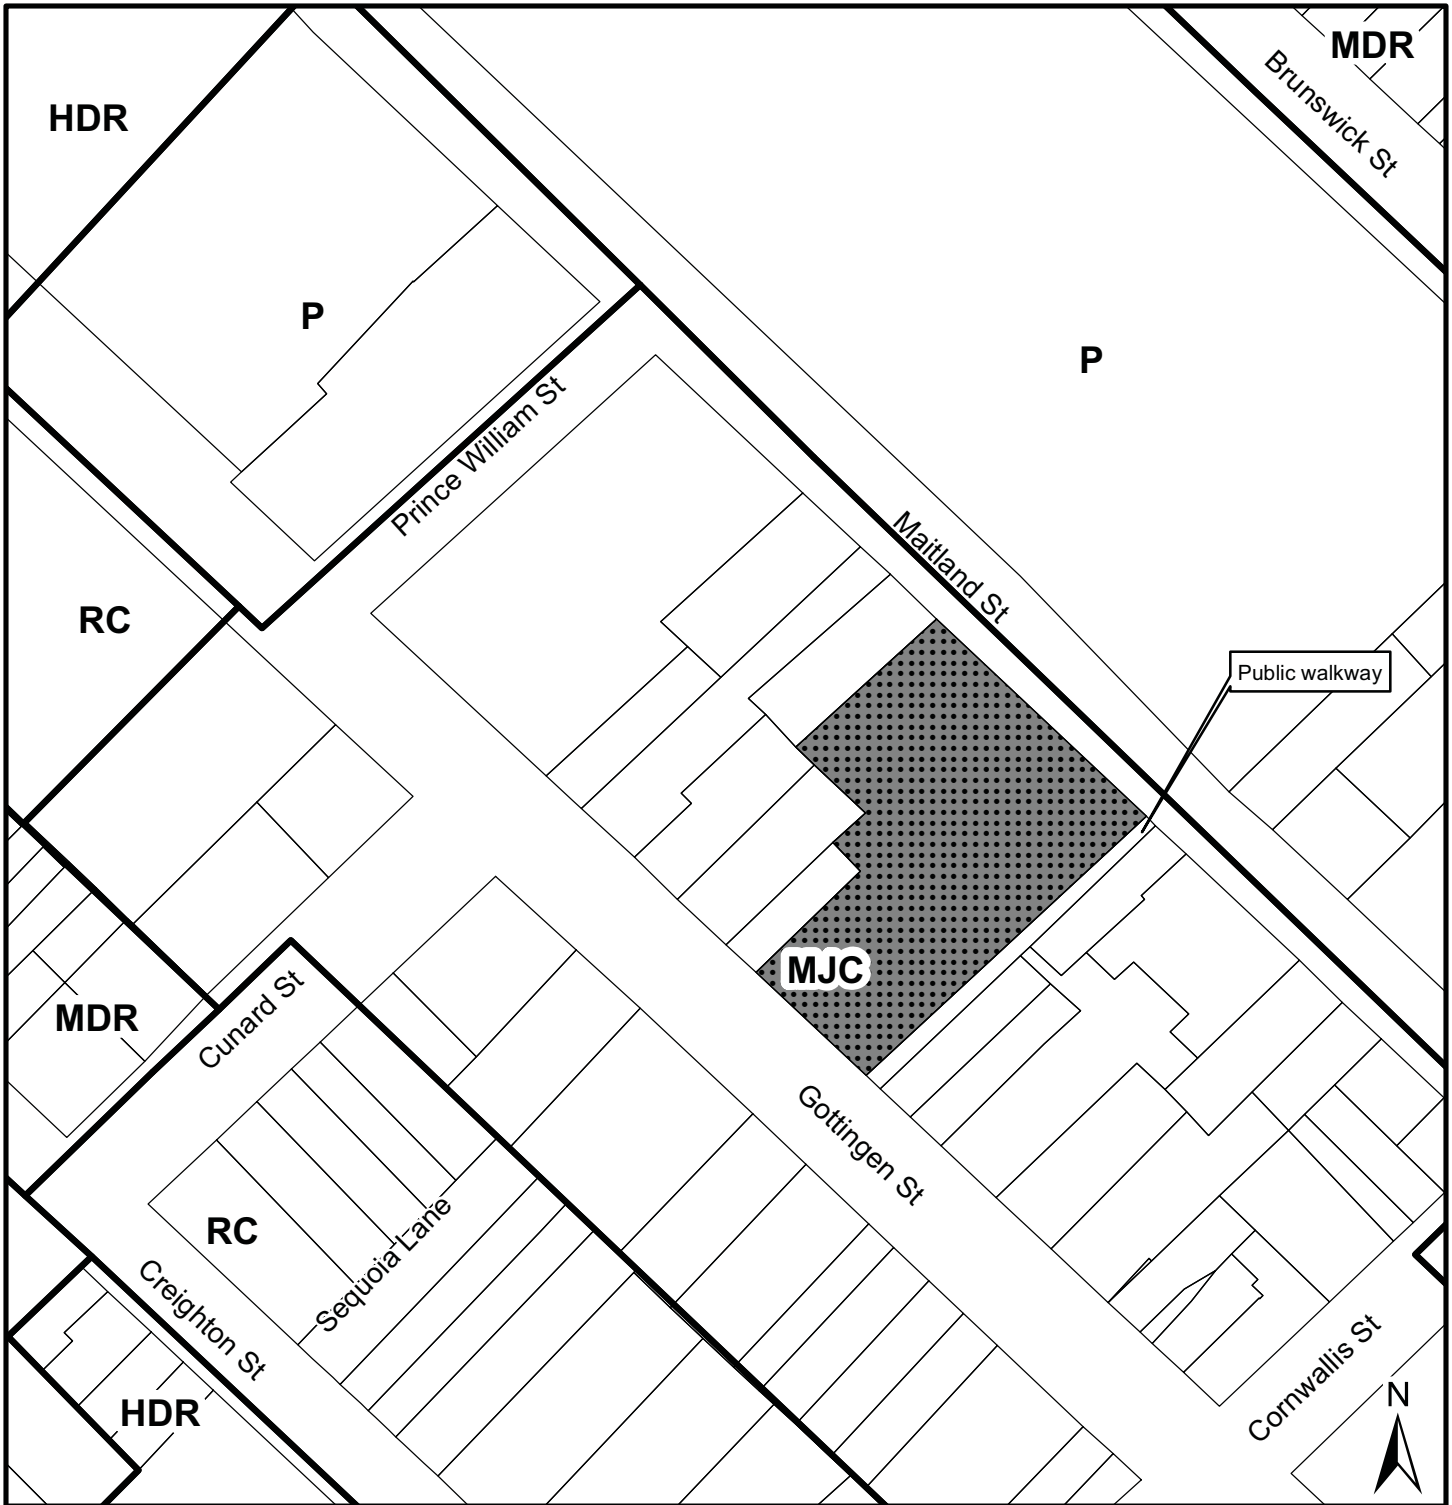 MDR
HDR
Brunswick St
P
P
Prince William St
Maitland St
RC
Public walkway
MJC
MDR
Cunard St
Gottingen St
RC
Sequoia Lane
Creighton St
Cornwallis St
N
HDR